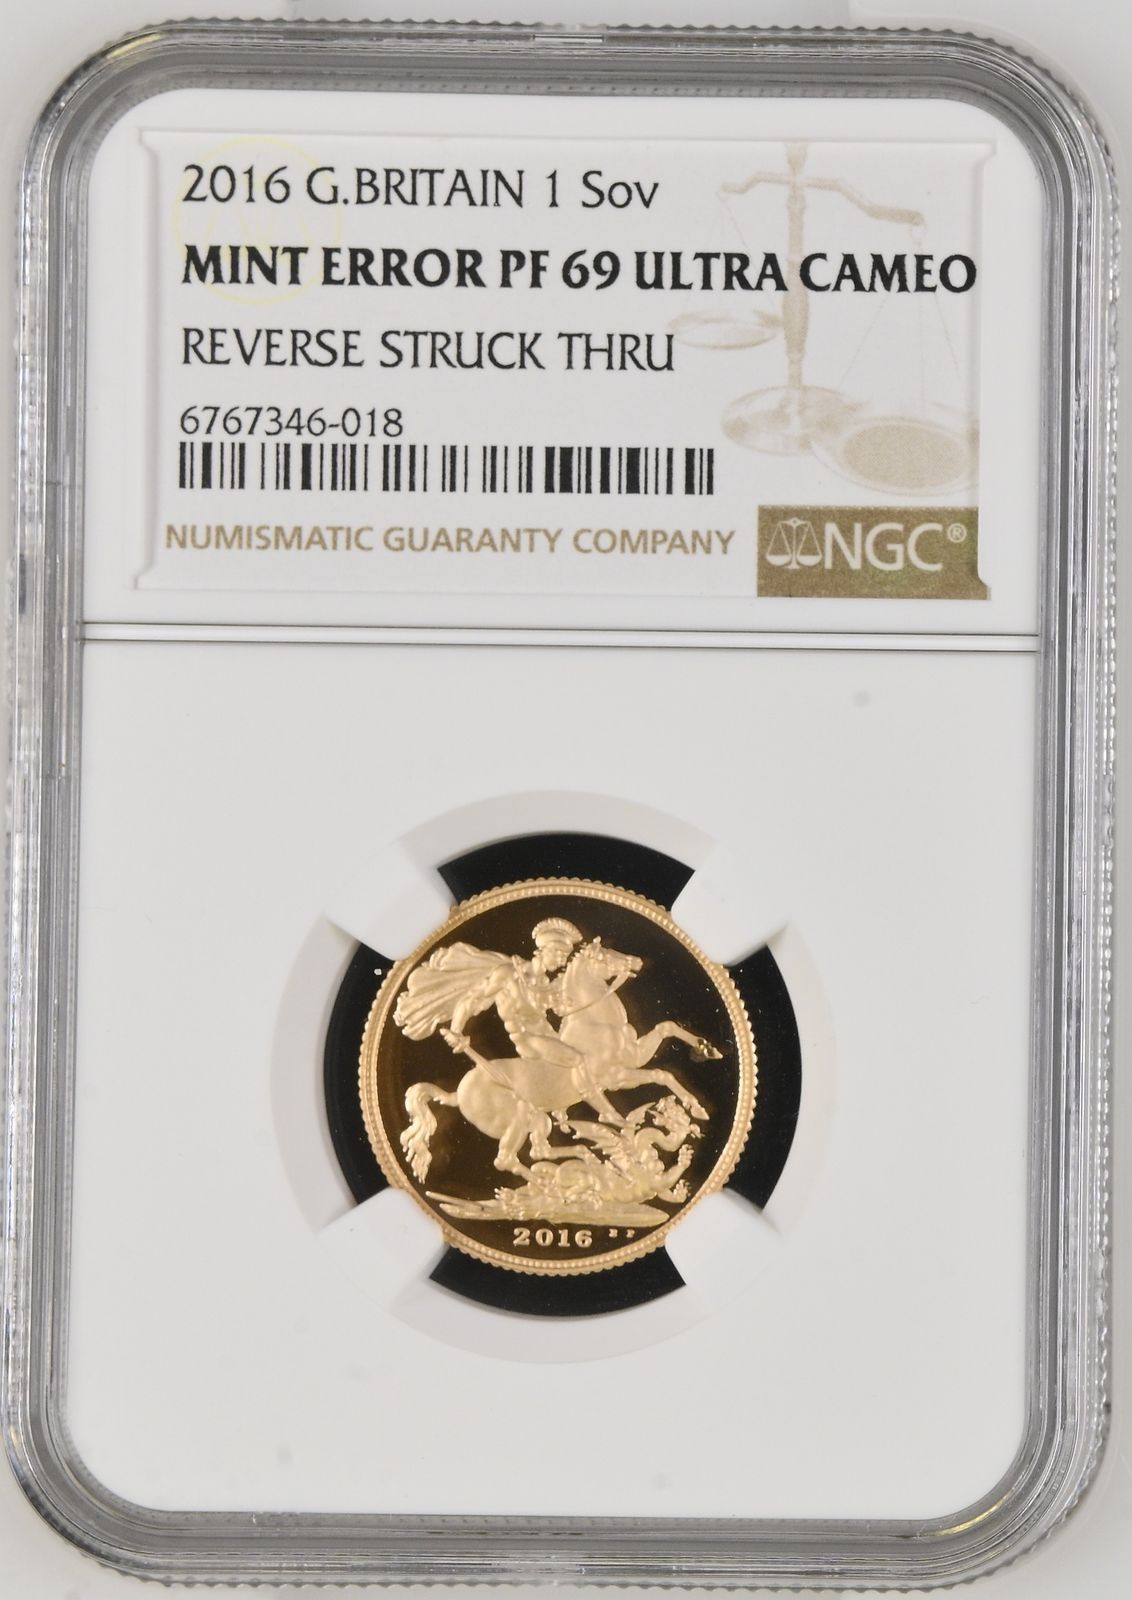 2016 G.BRITAIN 1 Sov
MINT ERROR PF 69 ULTRA CAMEO
REVERSE STRUCK THRU
6767346-018
NUMISMATIC GUARANTY COMPANY
NGC®
2016